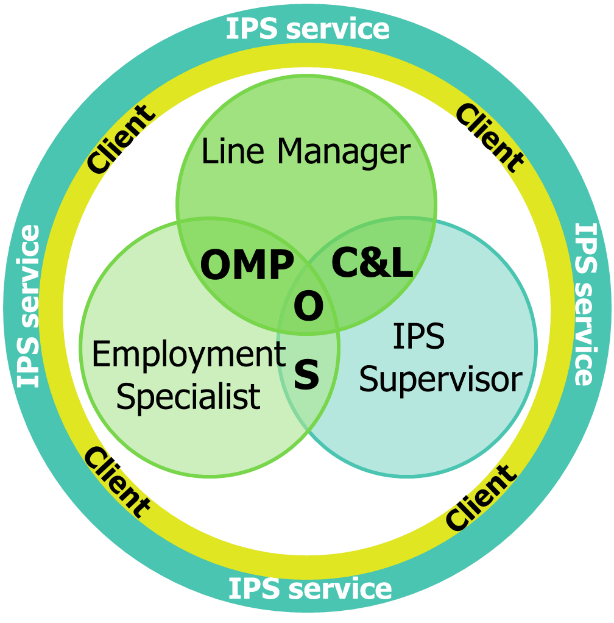 IPS service
Client
Client
Line Manager
IPS service
IPS service
OMP
C&L
O
Employment
Specialist
S
IPS
Supervisor
Client
Client
IPS service